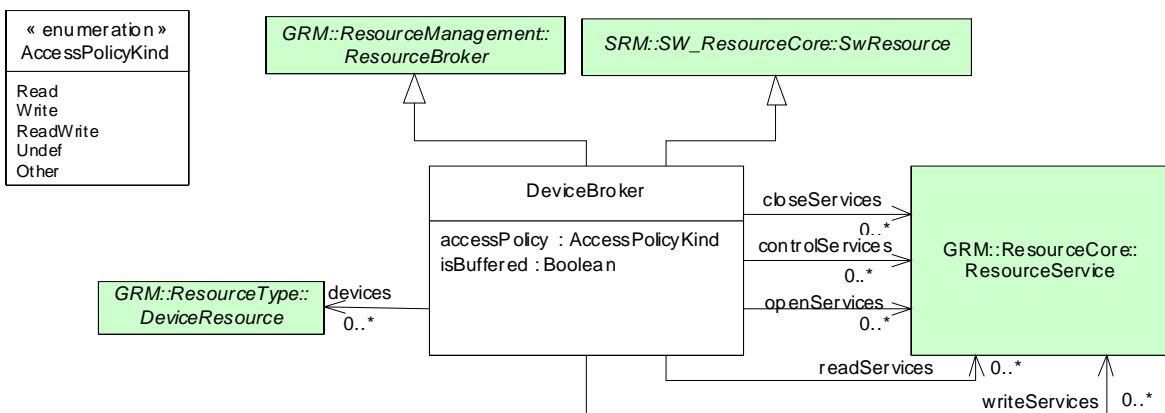 « enumeration »
AccessPolicyKind
Read
Write
ReadWrite
Undef
Other
GRM::ResourceManagement::
ResourceBroker
SRM::SW_ResourceCore::SwResource
DeviceBroker
accessPolicy : AccessPolicyKind
isBuffered : Boolean
closeServices
0..*
controlServices
0..*
openServices
0..*
GRM::ResourceCore::
ResourceService
GRM::ResourceType::
DeviceResource
devices
0..*
readServices
0..*
writeServices
0..*